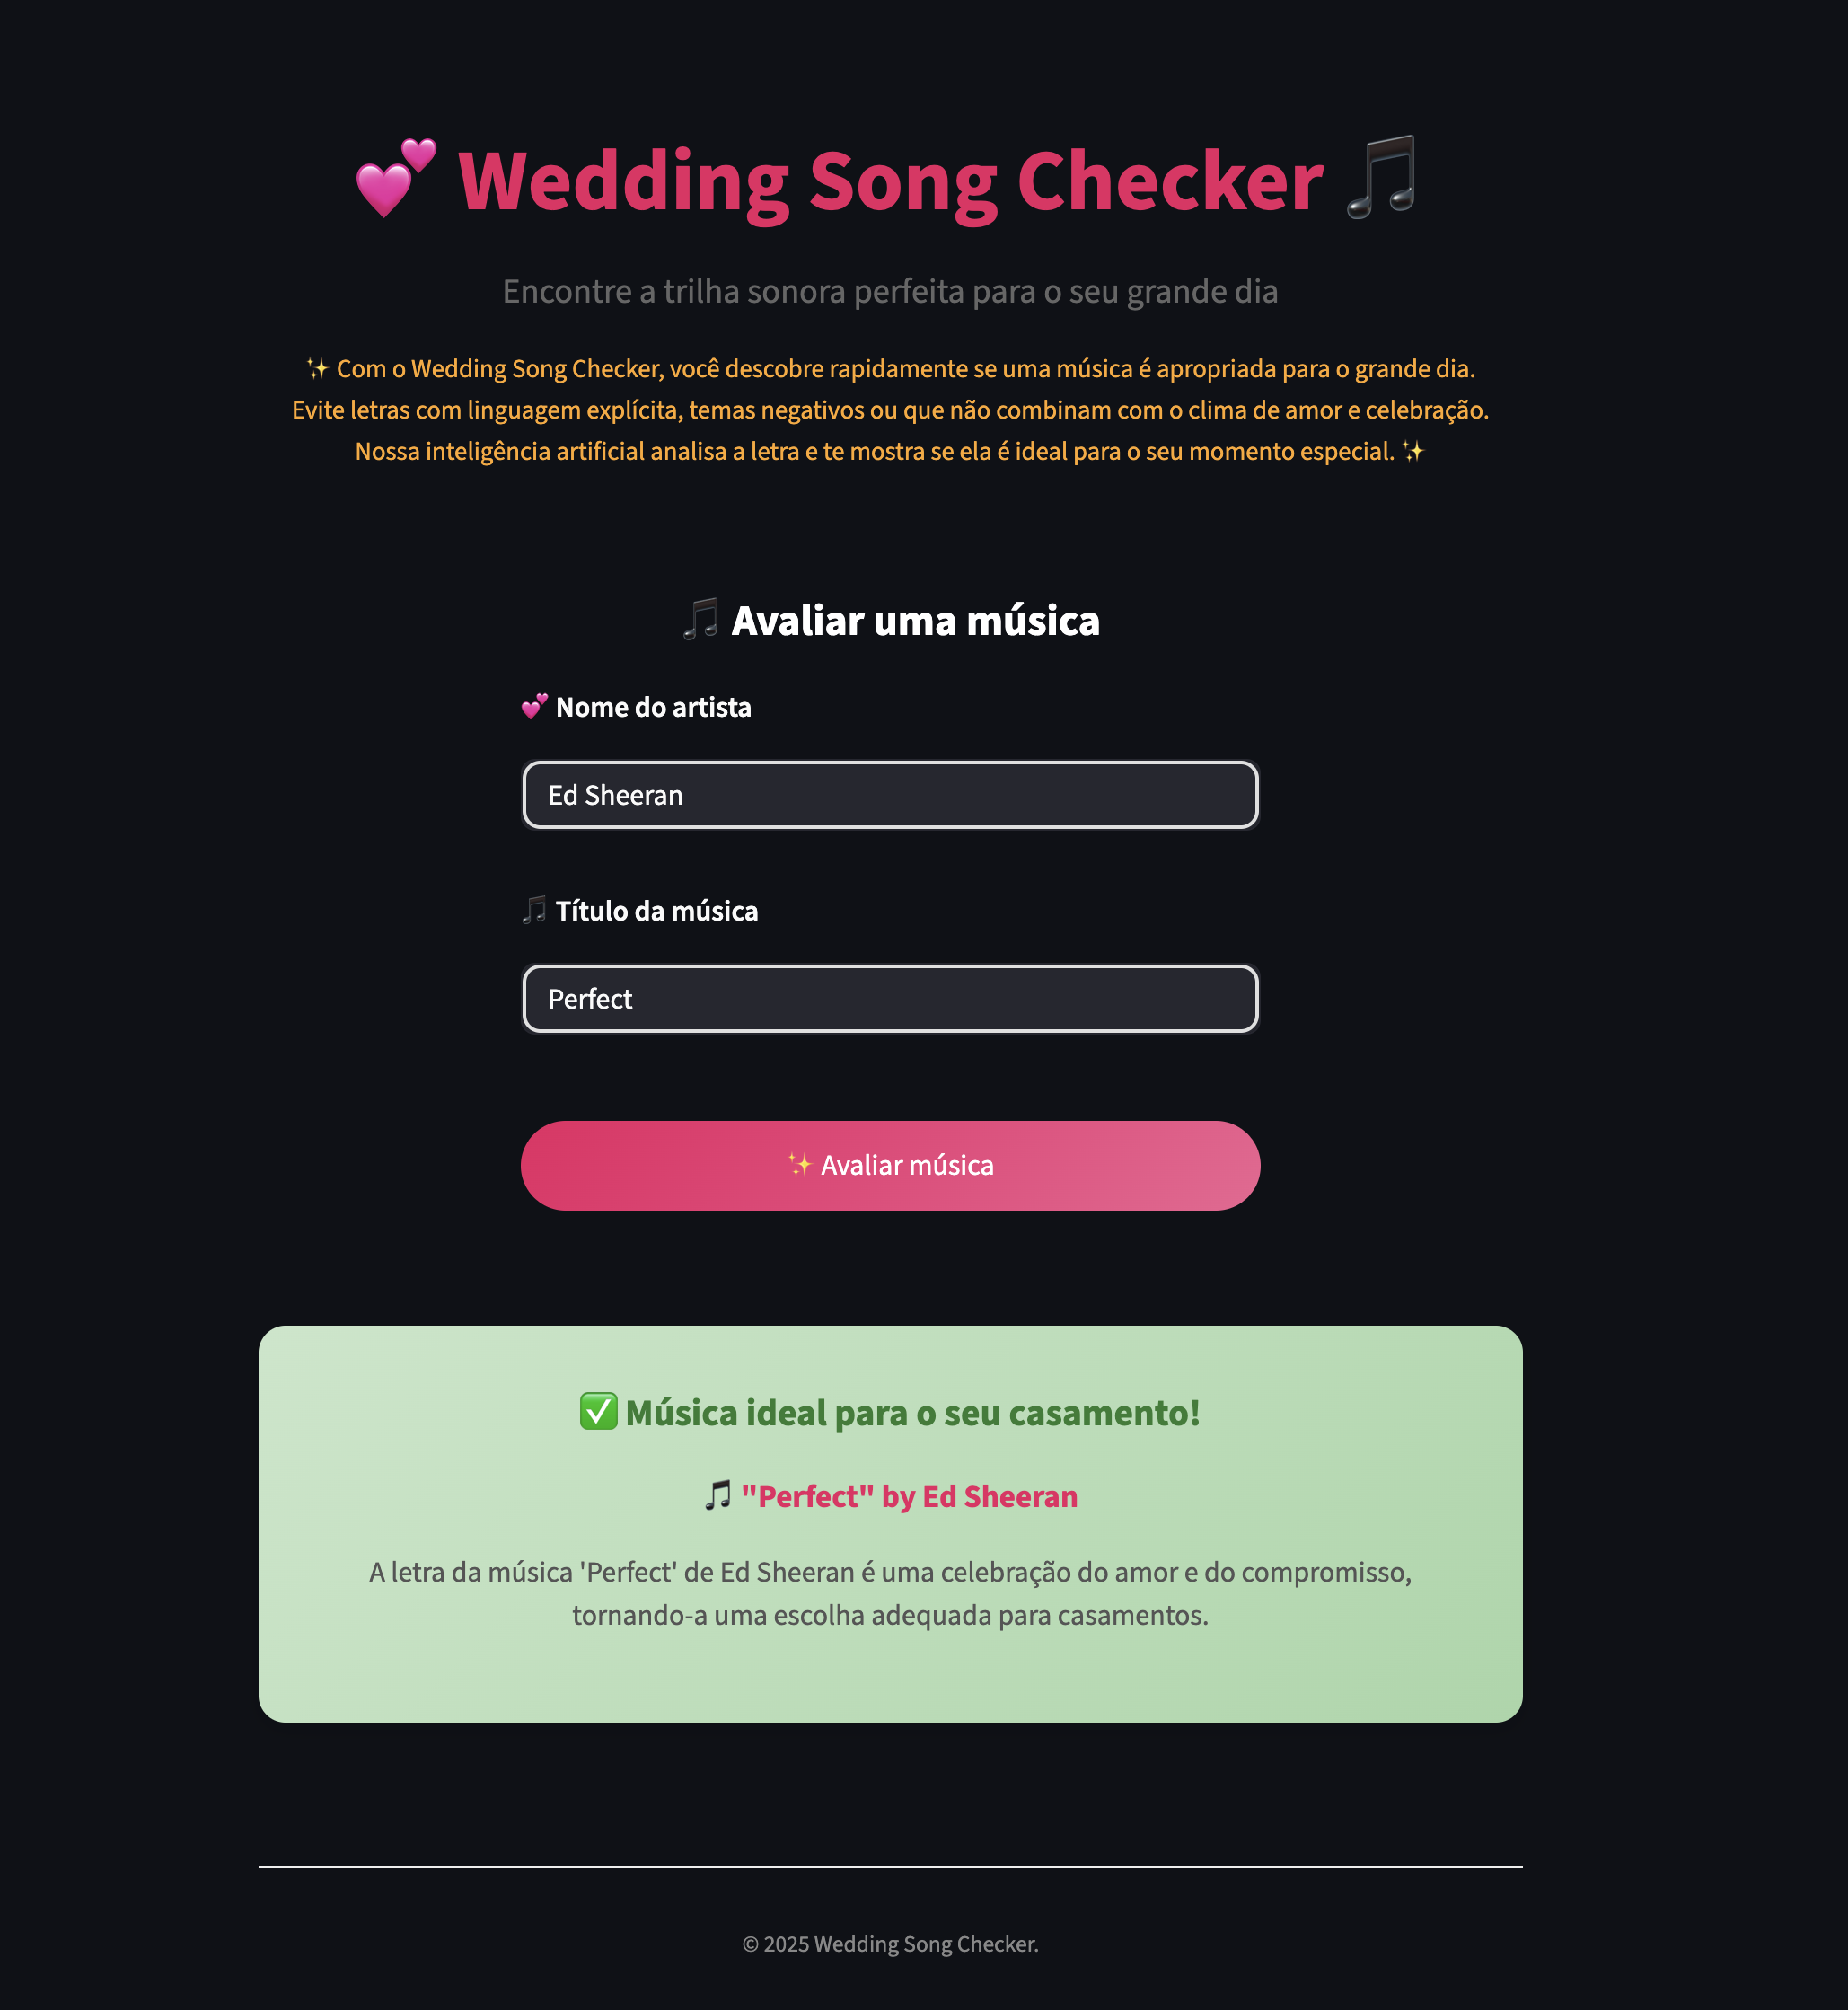 💕 Wedding Song Checker 🎵
Encontre a trilha sonora perfeita para o seu grande dia
✨ Com o Wedding Song Checker, você descobre rapidamente se uma música é apropriada para o grande dia.
Evite letras com linguagem explícita, temas negativos ou que não combinam com o clima de amor e celebração.
Nossa inteligência artificial analisa a letra e te mostra se ela é ideal para o seu momento especial. ✨
🎵 Avaliar uma música
💕 Nome do artista
Ed Sheeran
🎵 Título da música
Perfect
✨ Avaliar música
✅ Música ideal para o seu casamento!
🎵 "Perfect" by Ed Sheeran
A letra da música 'Perfect' de Ed Sheeran é uma celebração do amor e do compromisso,
tornando-a uma escolha adequada para casamentos.
© 2025 Wedding Song Checker.